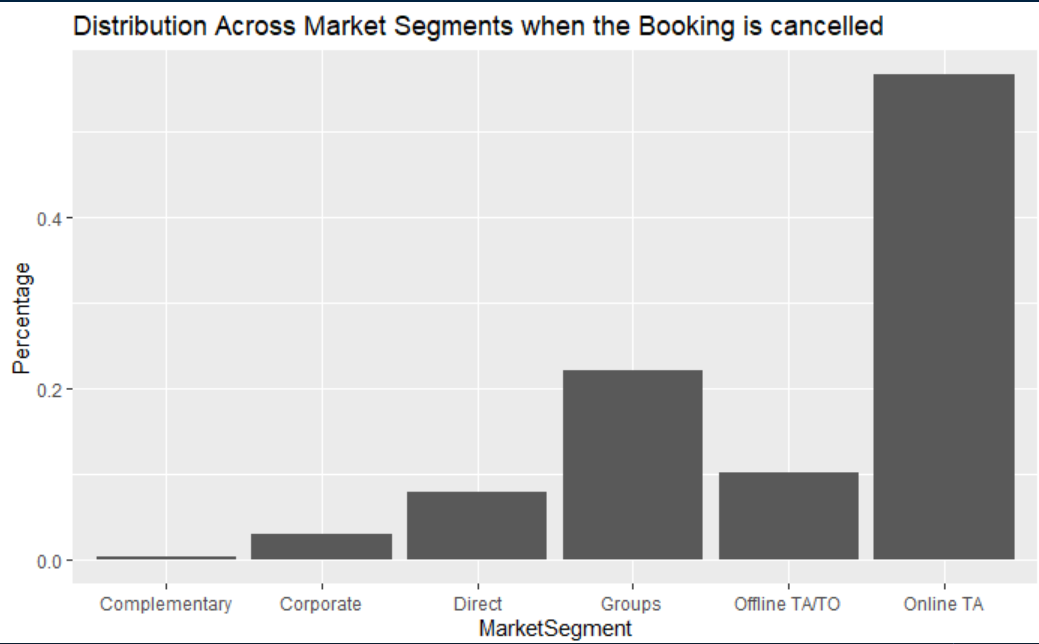 Distribution Across Market Segments when the Booking is cancelled
Percentage
0.4
0.2
0.0
Complementary Corporate Direct Groups Offline TA/TO Online TA
MarketSegment